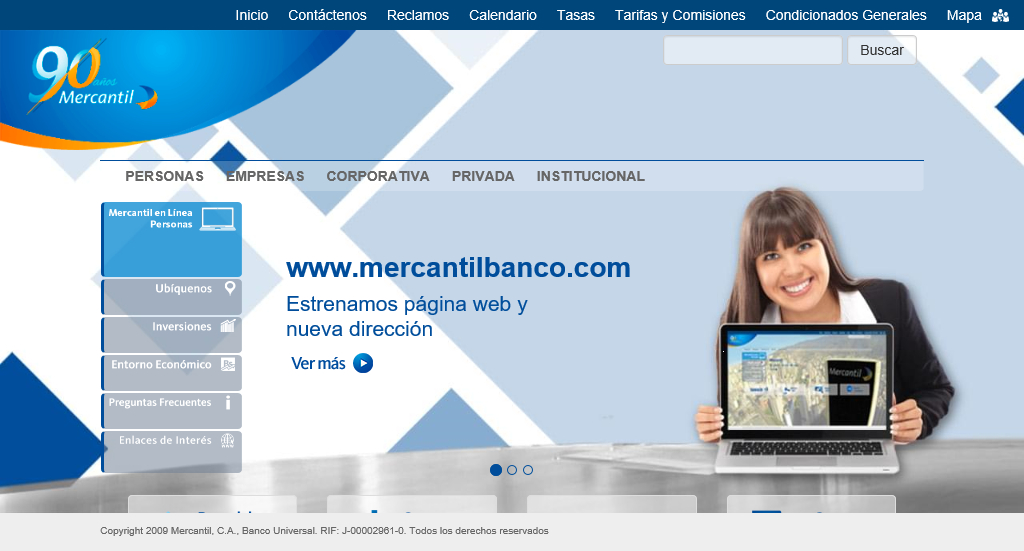 Inicio Contáctenos Reclamos Calendario Tasas Tarifas y Comisiones Condicionados Generales Mapa
90
años
Mercantil
Buscar
PERSONAS EMPRESAS CORPORATIVA PRIVADA INSTITUCIONAL
Mercantil en Línea
Personas
Ubíquenos
Inversiones
Entorno Económico
Bs
Preguntas Frecuentes
Enlaces de Interés
www.mercantilbanco.com
Estrenamos página web y
nueva dirección
Ver más
Mercantil
Copyright 2009 Mercantil, C.A., Banco Universal. RIF: J-00002961-0. Todos los derechos reservados